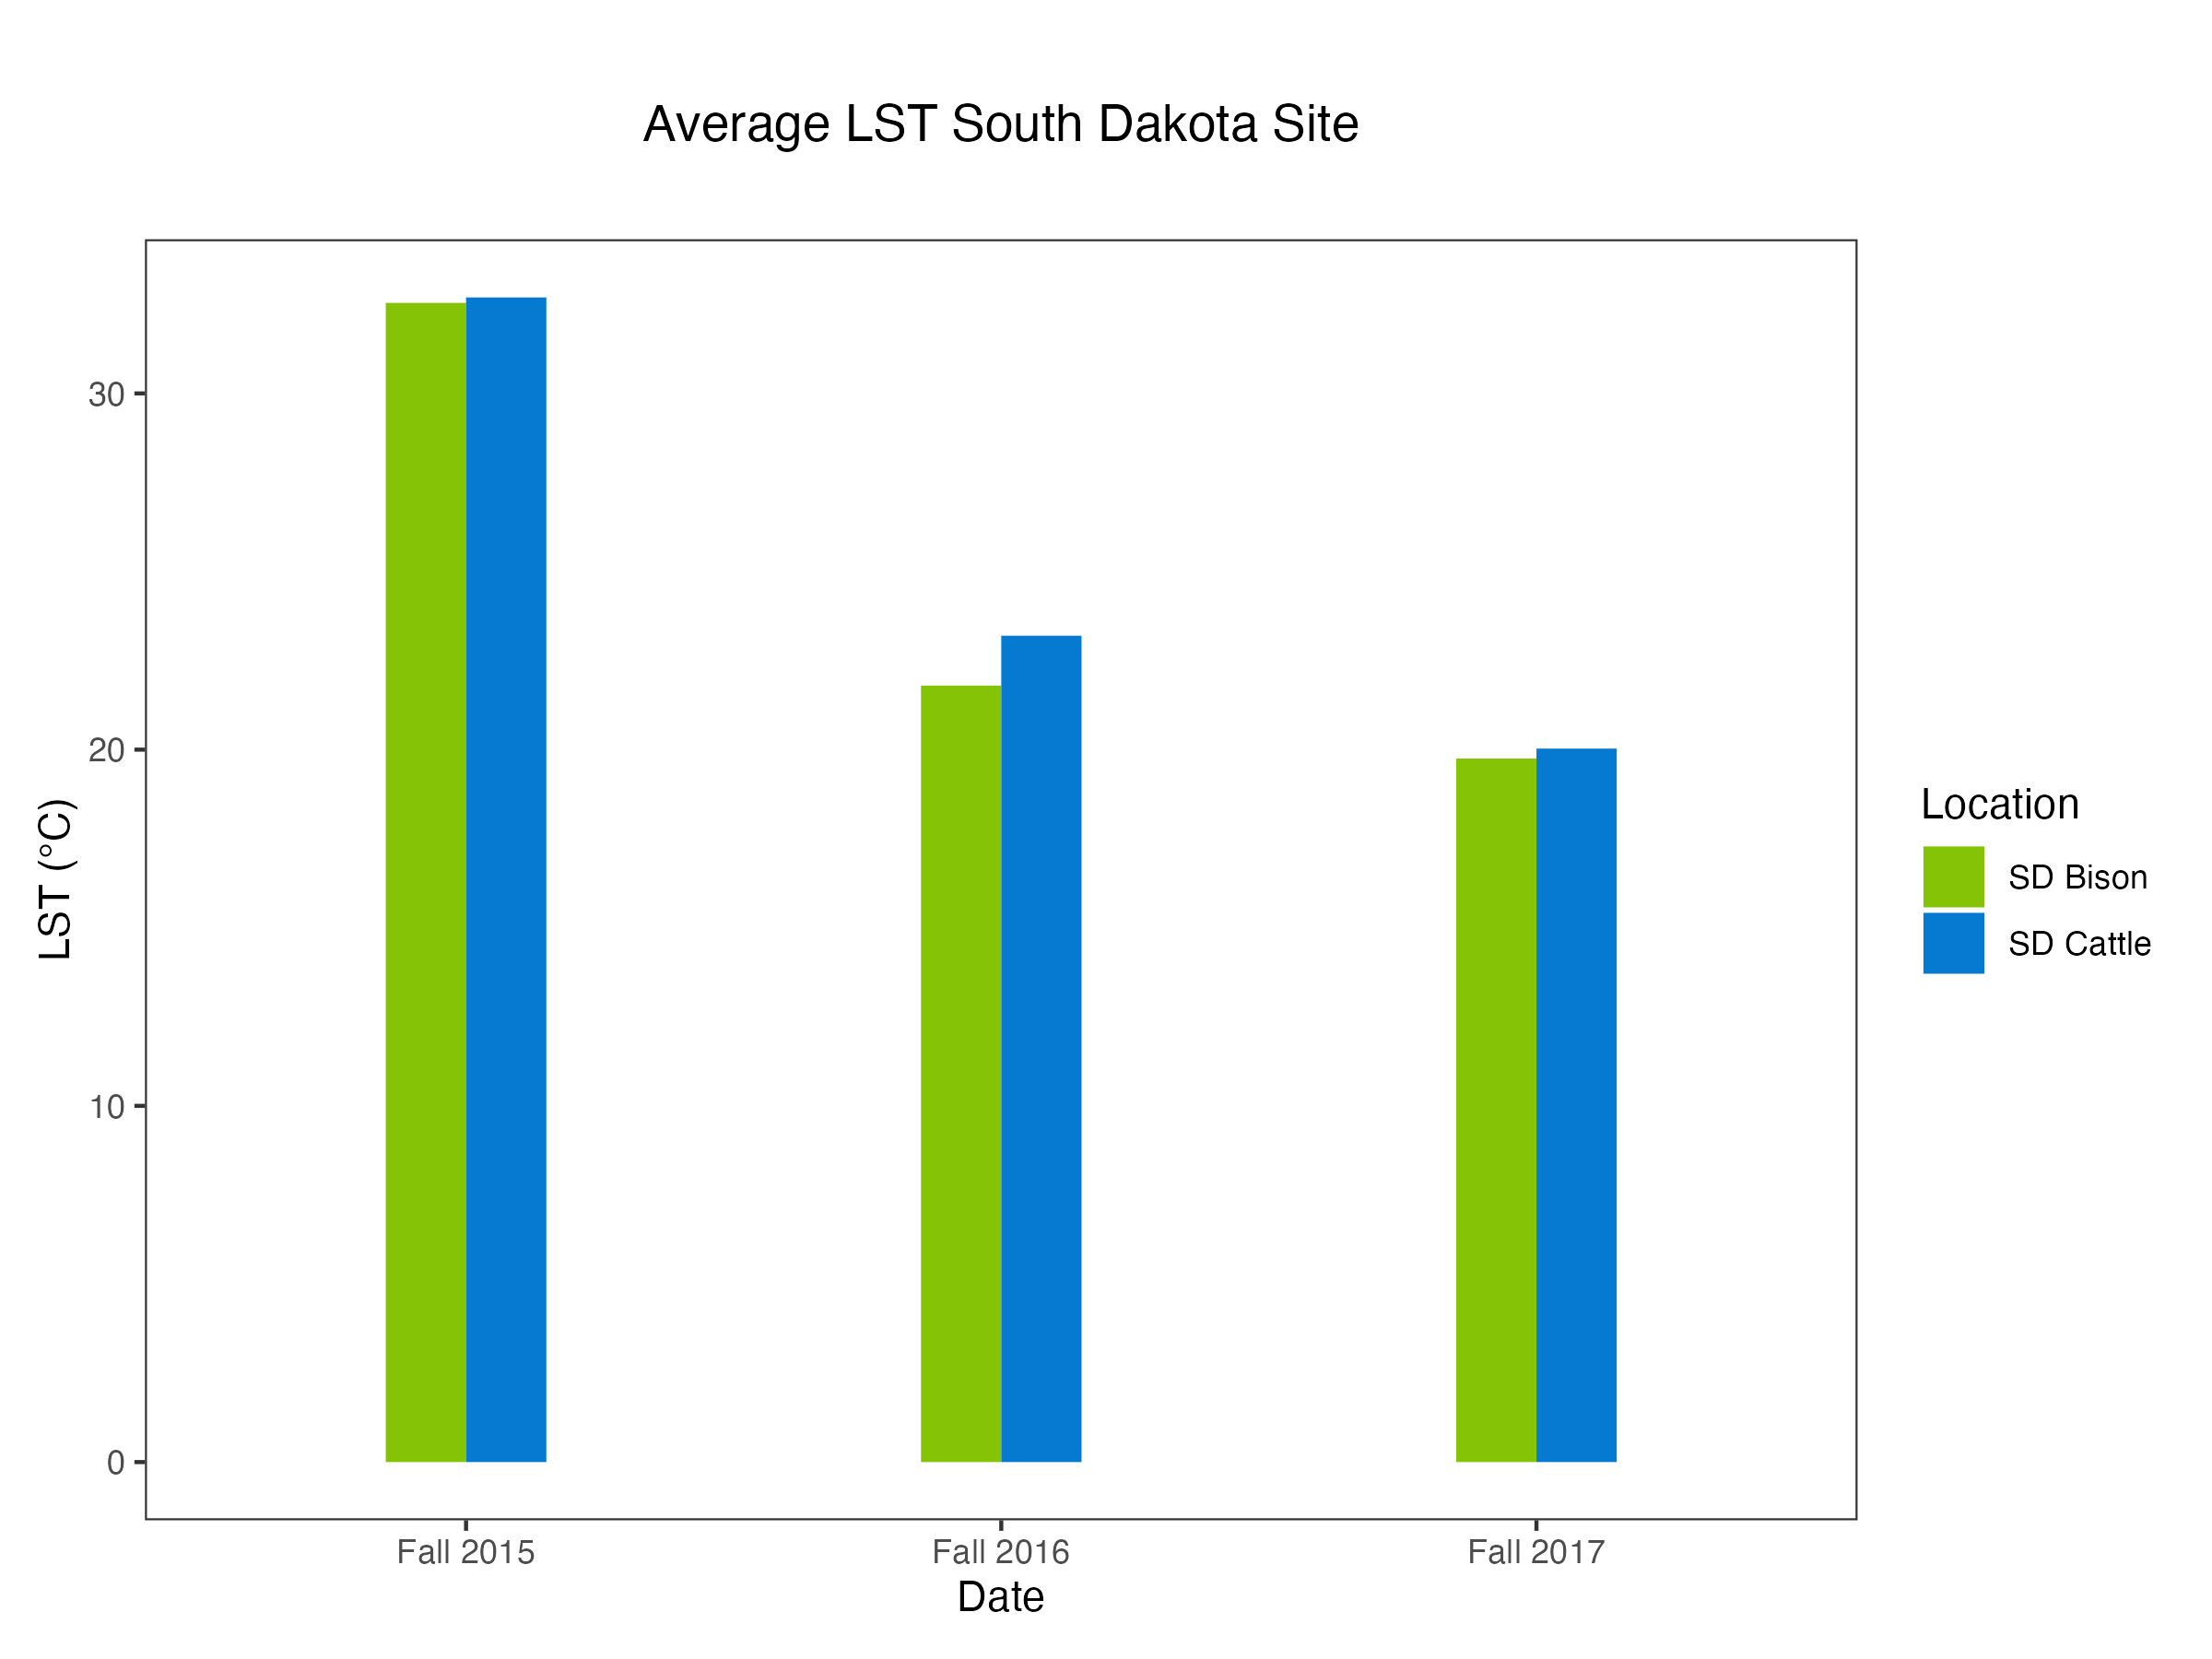 Average LST South Dakota Site
LST (°C)
30
20
10
0
Fall 2015
Fall 2016
Fall 2017
Date
Location
SD Bison
SD Cattle